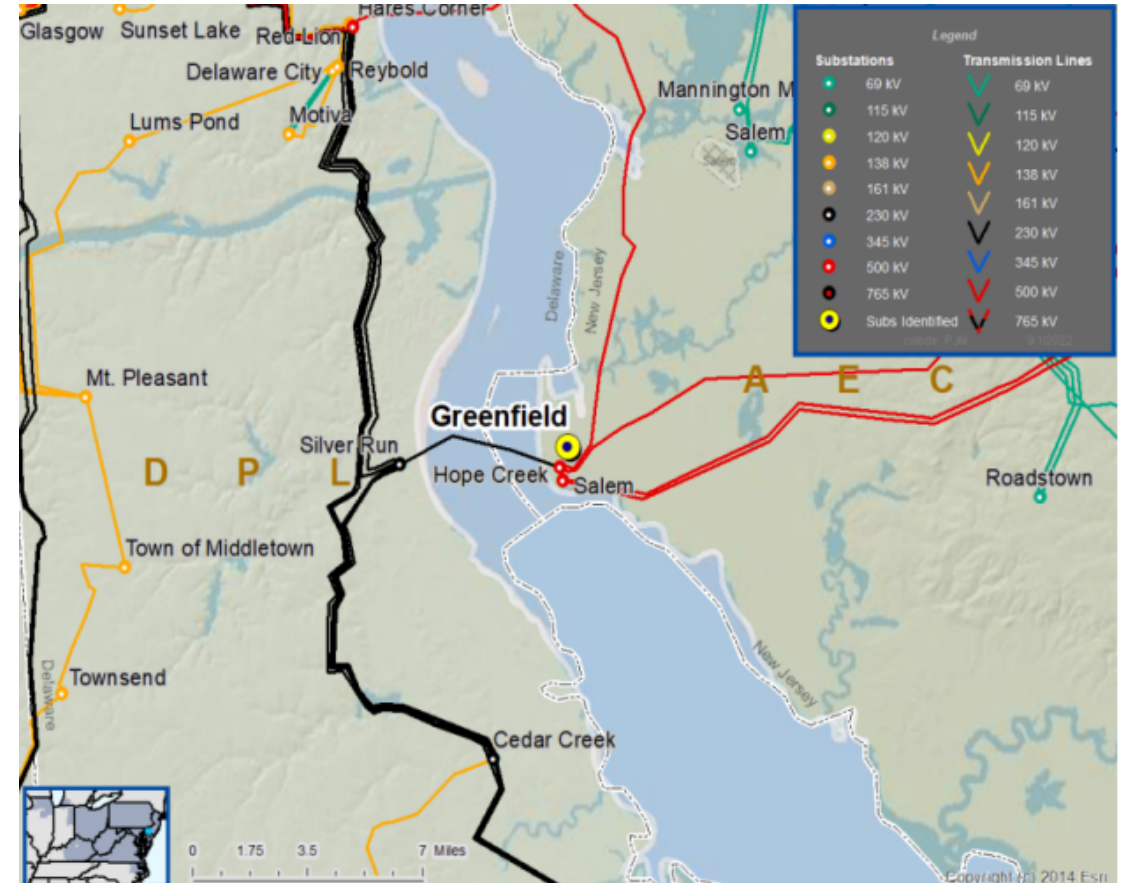 Hares Corner
Glasgow
Sunset Lake
Red Lion
Delaware City
Reybold
Lums Pond
Motiva
Mannington M
Salem
Delaware
New Jersey
Legend
Substations
Transmission Lines
69 kV
69 kV
115 kV
115 kV
120 kV
120 kV
138 kV
138 kV
161 kV
161 kV
230 kV
230 kV
345 kV
345 kV
500 kV
500 kV
765 kV
Subs Identified
765 kV
PJM
9/1/2022
Mt. Pleasant
A E C
Greenfield
Silver Run
D P L
Hope Creek
Salem
Roadstown
Town of Middletown
New Jersey
Delaware
Townsend
Cedar Creek
0 1.75 3.5 7 Miles
Copyright (c) 2014 Esri